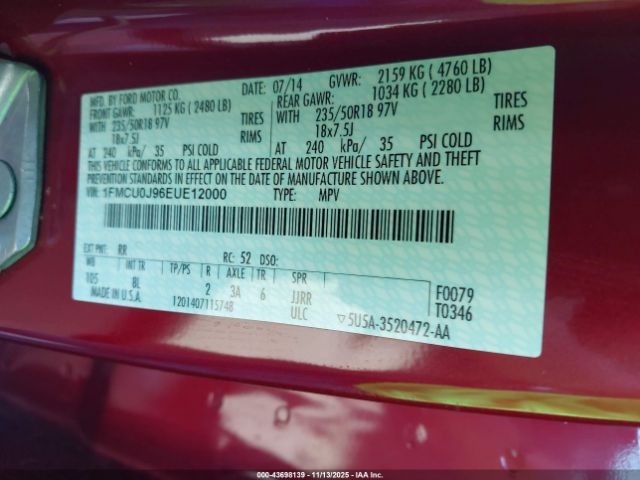 MFD. BY FORD MOTOR CO.
DATE: 07/14 GVWR: 2159 KG ( 4760 LB)
FRONT GAWR: 1125 KG ( 2480 LB)
REAR GAWR: 1034 KG ( 2280 LB)
WITH 235/50R18 97V TIRES
18x7.5J RIMS
AT 240 kPa/ 35 PSI COLD
WITH 235/50R18 97V TIRES
18x7.5J RIMS
AT 240 kPa/ 35 PSI COLD
THIS VEHICLE CONFORMS TO ALL APPLICABLE FEDERAL MOTOR VEHICLE SAFETY AND THEFT
PREVENTION STANDARDS IN EFFECT ON THE DATE OF MANUFACTURE SHOWN ABOVE.
VIN: 1FMCU0J96EUE12000 TYPE: MPV
EXT PNT: RR RC: 52 DSO:
WB INT TR TP/PS R AXLE TR SPR
105 8L 2 3A 6 JJRR
ULC
F0079
T0346
MADE IN U.S.A. 1201407115748
▽5U5A-3520472-AA
000-43698139 - 11/13/2025 - IAA Inc.